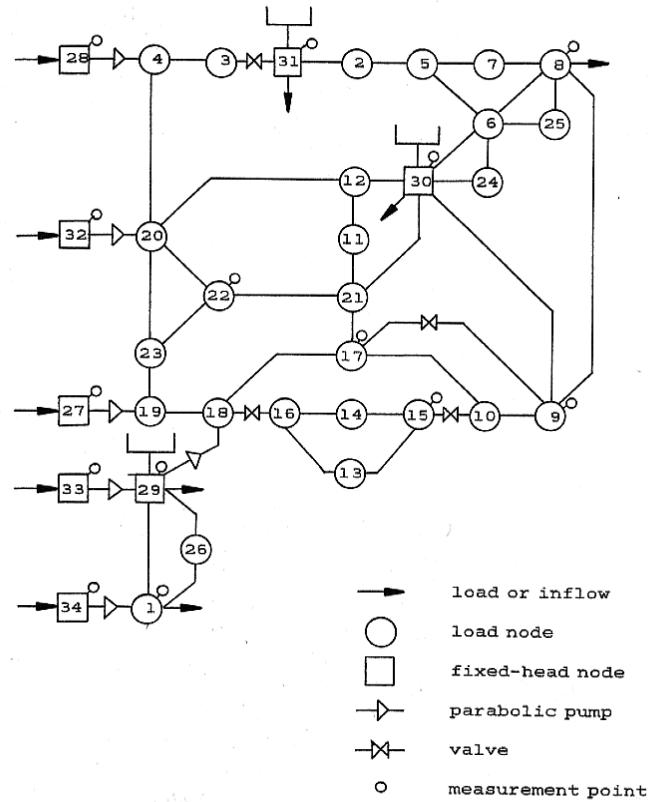 28 4 3 31 2 5 7 8
6 25
12 30 24
32 20 11
22 21
23 17
27 19 18 16 14 15 10 9
13
33 29
26
34 1
load or inflow
load node
fixed-head node
parabolic pump
valve
measurement point